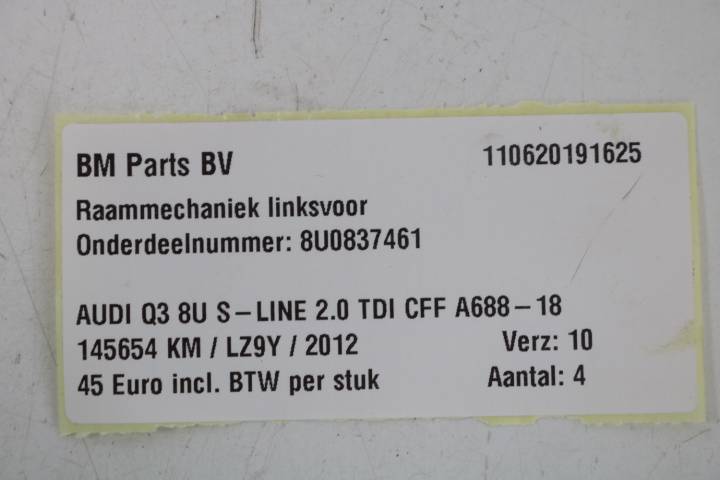 BM Parts BV 110620191625
Raammechaniek linksvoor
Onderdeelnummer: 8U0837461
AUDI Q3 8U S-LINE 2.0 TDI CFF A688-18
145654 KM / LZ9Y / 2012 Verz: 10
45 Euro incl. BTW per stuk Aantal: 4